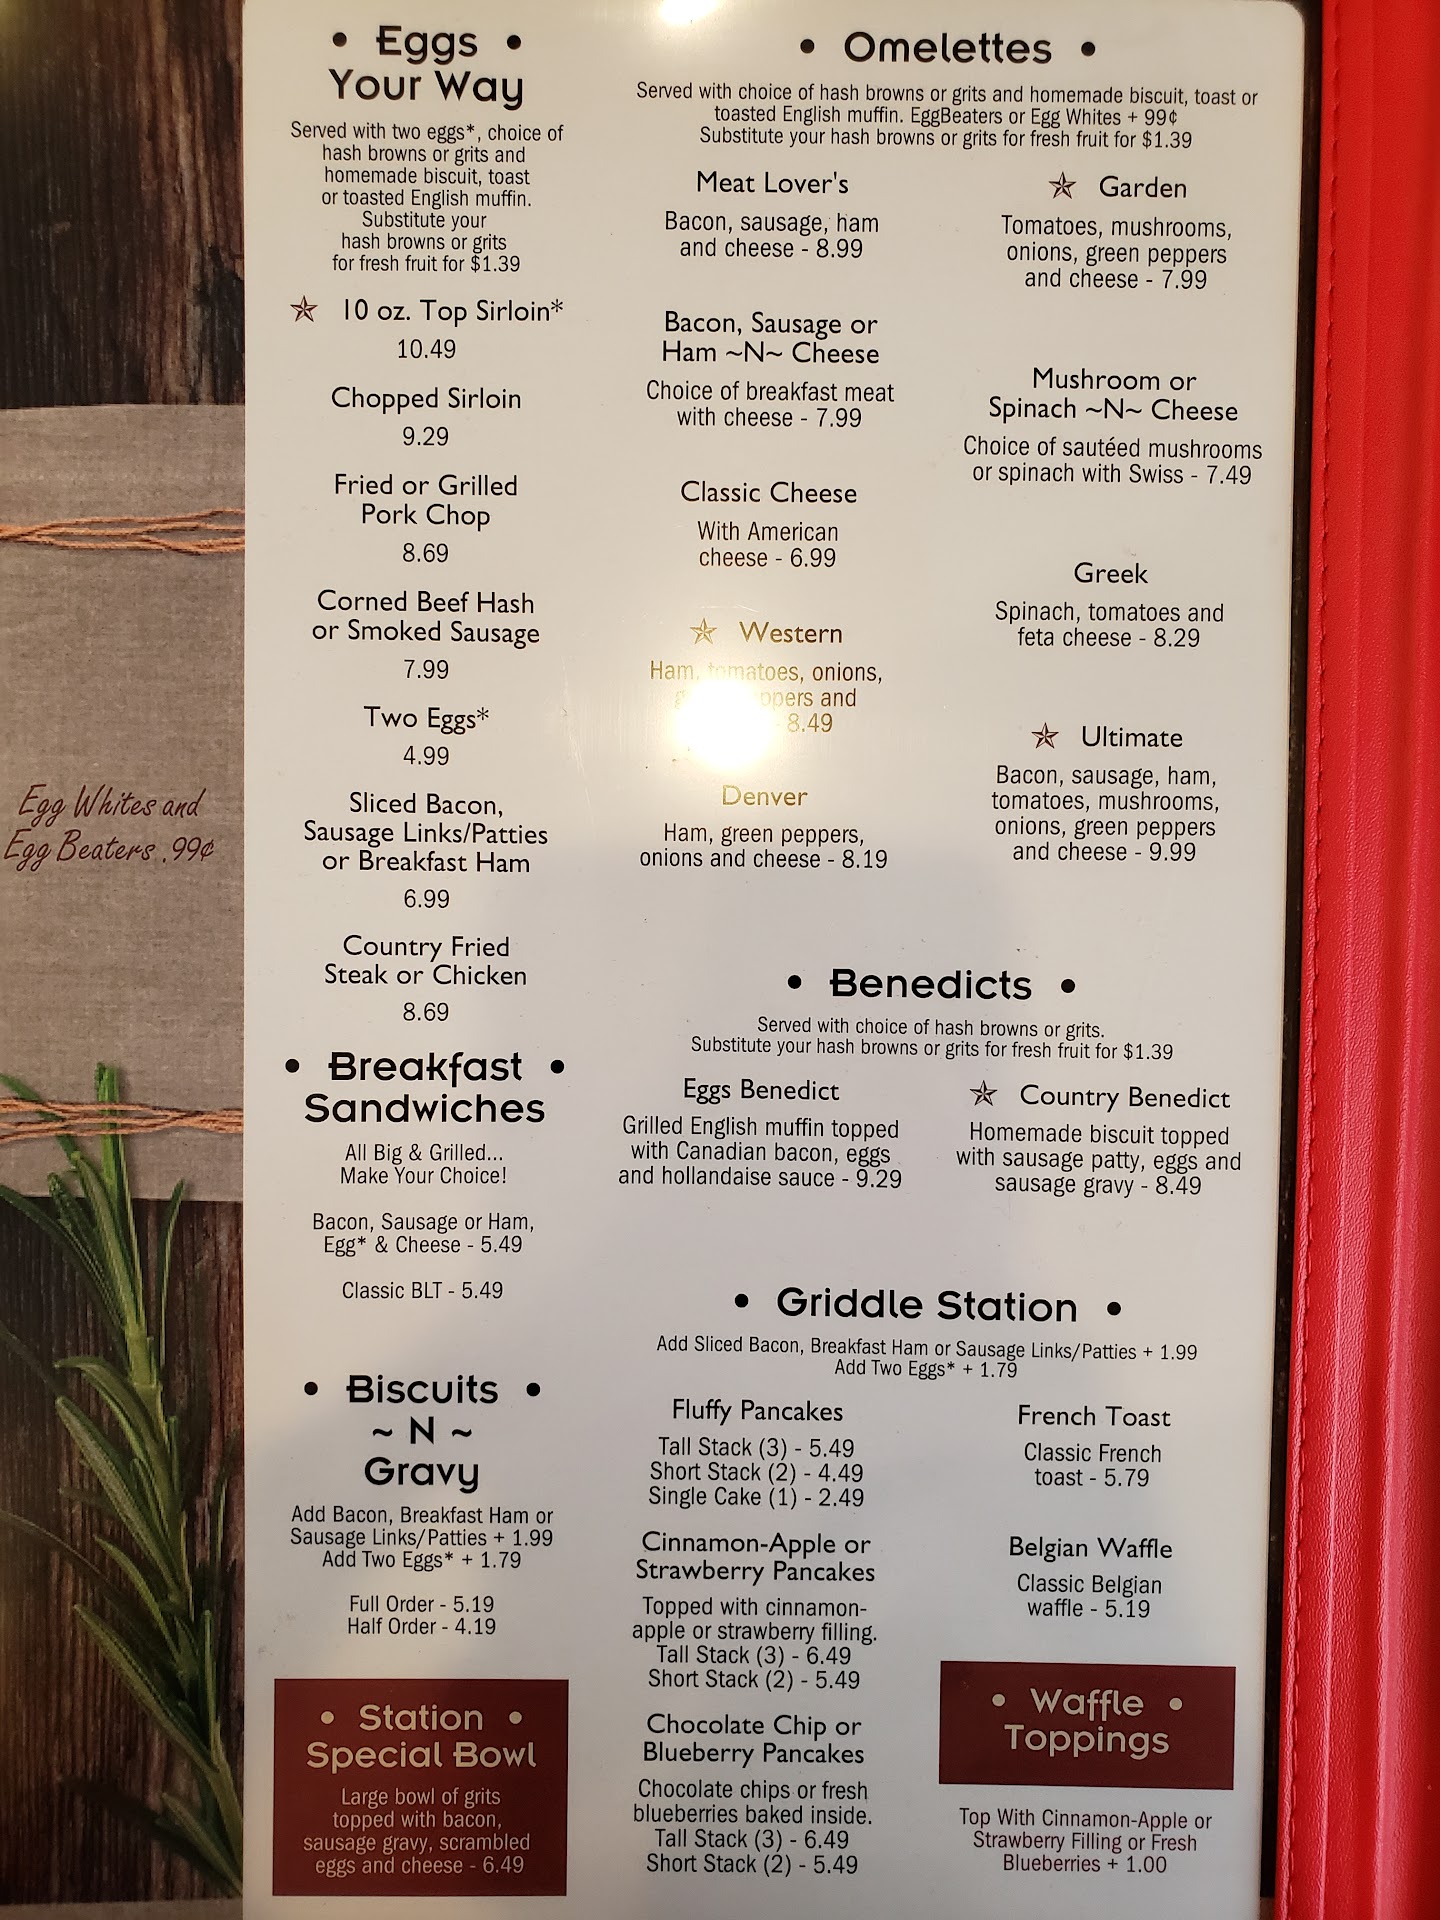 • Eggs •
Your Way
Served with two eggs*, choice of
hash browns or grits and
homemade biscuit, toast
or toasted English muffin.
Substitute your
hash browns or grits
for fresh fruit for $1.39
10 oz. Top Sirloin*
10.49
Chopped Sirloin
9.29
Fried or Grilled
Pork Chop
8.69
Corned Beef Hash
or Smoked Sausage
7.99
Two Eggs*
4.99
Sliced Bacon,
Sausage Links/Patties
or Breakfast Ham
6.99
Country Fried
Steak or Chicken
8.69
Egg Whites and
Egg Beaters .99¢
• Breakfast •
Sandwiches
All Big & Grilled...
Make Your Choice!
Bacon, Sausage or Ham,
Egg* & Cheese - 5.49
Classic BLT - 5.49
• Biscuits •
~ N ~
Gravy
Add Bacon, Breakfast Ham or
Sausage Links/Patties + 1.99
Add Two Eggs* + 1.79
Full Order - 5.19
Half Order - 4.19
• Station •
Special Bowl
Large bowl of grits
topped with bacon,
sausage gravy, scrambled
eggs and cheese - 6.49
• Omelettes •
Served with choice of hash browns or grits and homemade biscuit, toast or
toasted English muffin. EggBeaters or Egg Whites + 99¢
Substitute your hash browns or grits for fresh fruit for $1.39
Meat Lover's
Bacon, sausage, ham
and cheese - 8.99
Bacon, Sausage or
Ham ~N~ Cheese
Choice of breakfast meat
with cheese - 7.99
Classic Cheese
With American
cheese - 6.99
Western
Ham, tomatoes, onions,
and
- 8.49
Denver
Ham, green peppers,
onions and cheese - 8.19
Garden
Tomatoes, mushrooms,
onions, green peppers
and cheese - 7.99
Mushroom or
Spinach ~N~ Cheese
Choice of sautéed mushrooms
or spinach with Swiss - 7.49
Greek
Spinach, tomatoes and
feta cheese - 8.29
Ultimate
Bacon, sausage, ham,
tomatoes, mushrooms,
onions, green peppers
and cheese - 9.99
• Benedicts •
Served with choice of hash browns or grits.
Substitute your hash browns or grits for fresh fruit for $1.39
Eggs Benedict
Grilled English muffin topped
with Canadian bacon, eggs
and hollandaise sauce - 9.29
Country Benedict
Homemade biscuit topped
with sausage patty, eggs and
sausage gravy - 8.49
• Griddle Station •
Add Sliced Bacon, Breakfast Ham or Sausage Links/Patties + 1.99
Add Two Eggs* + 1.79
Fluffy Pancakes
Tall Stack (3) - 5.49
Short Stack (2) - 4.49
Single Cake (1) - 2.49
Cinnamon-Apple or
Strawberry Pancakes
Topped with cinnamon-
apple or strawberry filling.
Tall Stack (3) - 6.49
Short Stack (2) - 5.49
Chocolate Chip or
Blueberry Pancakes
Chocolate chips or fresh
blueberries baked inside.
Tall Stack (3) - 6.49
Short Stack (2) - 5.49
French Toast
Classic French
toast - 5.79
Belgian Waffle
Classic Belgian
waffle - 5.19
• Waffle •
Toppings
Top With Cinnamon-Apple or
Strawberry Filling or Fresh
Blueberries + 1.00